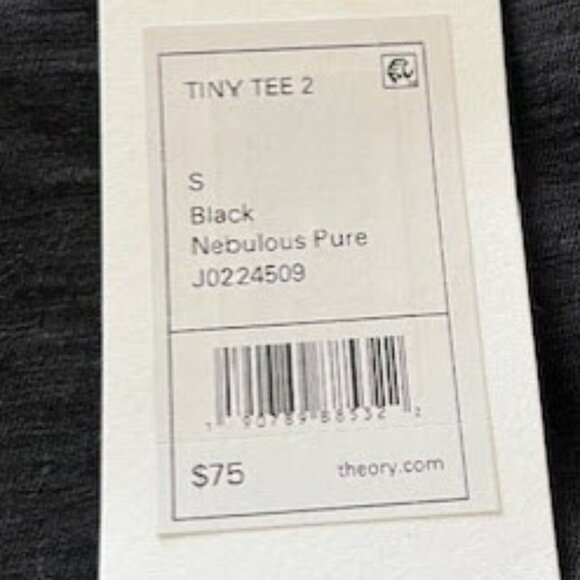 TINY TEE 2
S
Black
Nebulous Pure
J0224509
$75
theory.com